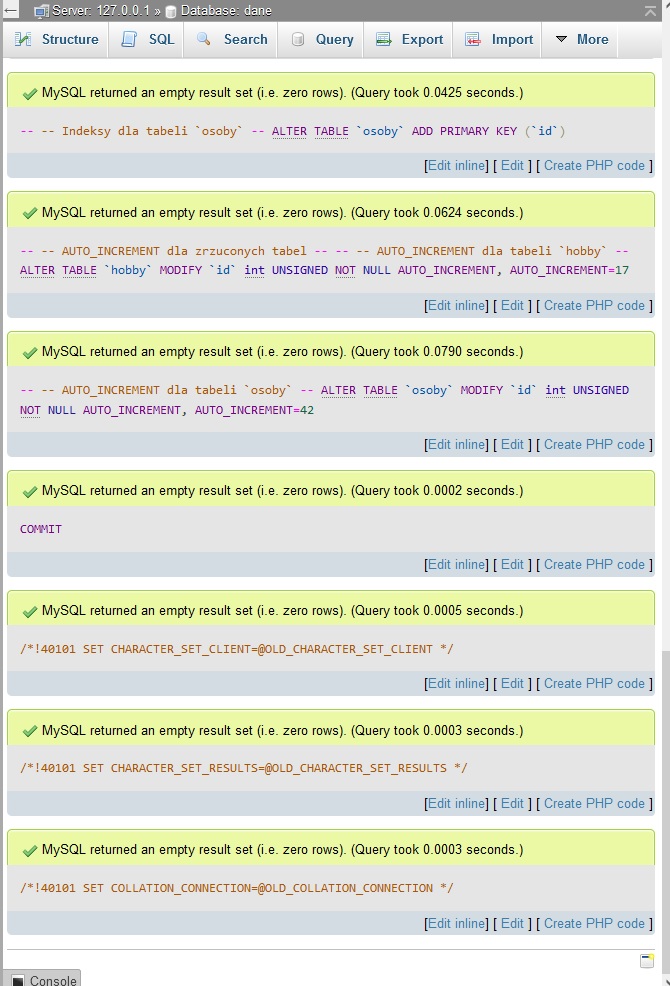 Server: 127.0.0.1 » Database: dane
Structure SQL Search Query Export Import More
MySQL returned an empty result set (i.e. zero rows). (Query took 0.0425 seconds.)
-- -- Indeksy dla tabeli `osoby` -- ALTER TABLE `osoby` ADD PRIMARY KEY (`id`)
[Edit inline] [ Edit ] [ Create PHP code ]
MySQL returned an empty result set (i.e. zero rows). (Query took 0.0624 seconds.)
-- -- AUTO_INCREMENT dla zrzuconych tabel -- -- -- AUTO_INCREMENT dla tabeli `hobby` --
ALTER TABLE `hobby` MODIFY `id` int UNSIGNED NOT NULL AUTO_INCREMENT, AUTO_INCREMENT=17
[Edit inline] [ Edit ] [ Create PHP code ]
MySQL returned an empty result set (i.e. zero rows). (Query took 0.0790 seconds.)
-- -- AUTO_INCREMENT dla tabeli `osoby` -- ALTER TABLE `osoby` MODIFY `id` int UNSIGNED
NOT NULL AUTO_INCREMENT, AUTO_INCREMENT=42
[Edit inline] [ Edit ] [ Create PHP code ]
MySQL returned an empty result set (i.e. zero rows). (Query took 0.0002 seconds.)
COMMIT
[Edit inline] [ Edit ] [ Create PHP code ]
MySQL returned an empty result set (i.e. zero rows). (Query took 0.0005 seconds.)
/*!40101 SET CHARACTER_SET_CLIENT=@OLD_CHARACTER_SET_CLIENT */
[Edit inline] [ Edit ] [ Create PHP code ]
MySQL returned an empty result set (i.e. zero rows). (Query took 0.0003 seconds.)
/*!40101 SET CHARACTER_SET_RESULTS=@OLD_CHARACTER_SET_RESULTS */
[Edit inline] [ Edit ] [ Create PHP code ]
MySQL returned an empty result set (i.e. zero rows). (Query took 0.0003 seconds.)
/*!40101 SET COLLATION_CONNECTION=@OLD_COLLATION_CONNECTION */
[Edit inline] [ Edit ] [ Create PHP code ]
Console